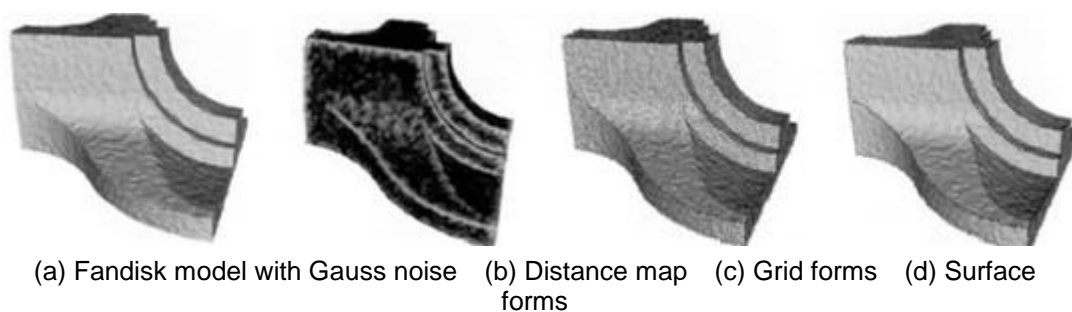 (a) Fandisk model with Gauss noise (b) Distance map (c) Grid forms (d) Surface
forms